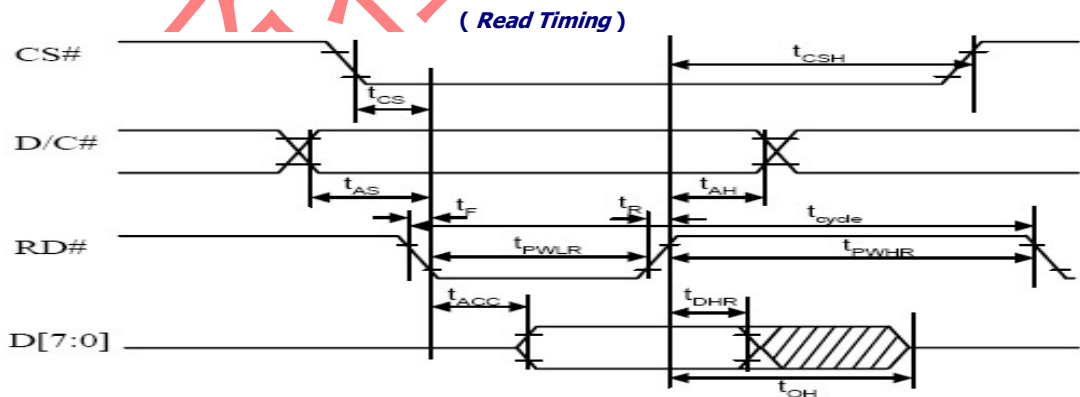 ( Read Timing )
CS#
tCSH
tCS
D/C#
tAS
tAH
tF
tR
tcycle
RD#
tPWLR
tPWHR
tACC
tDHR
D[7:0]
tOH